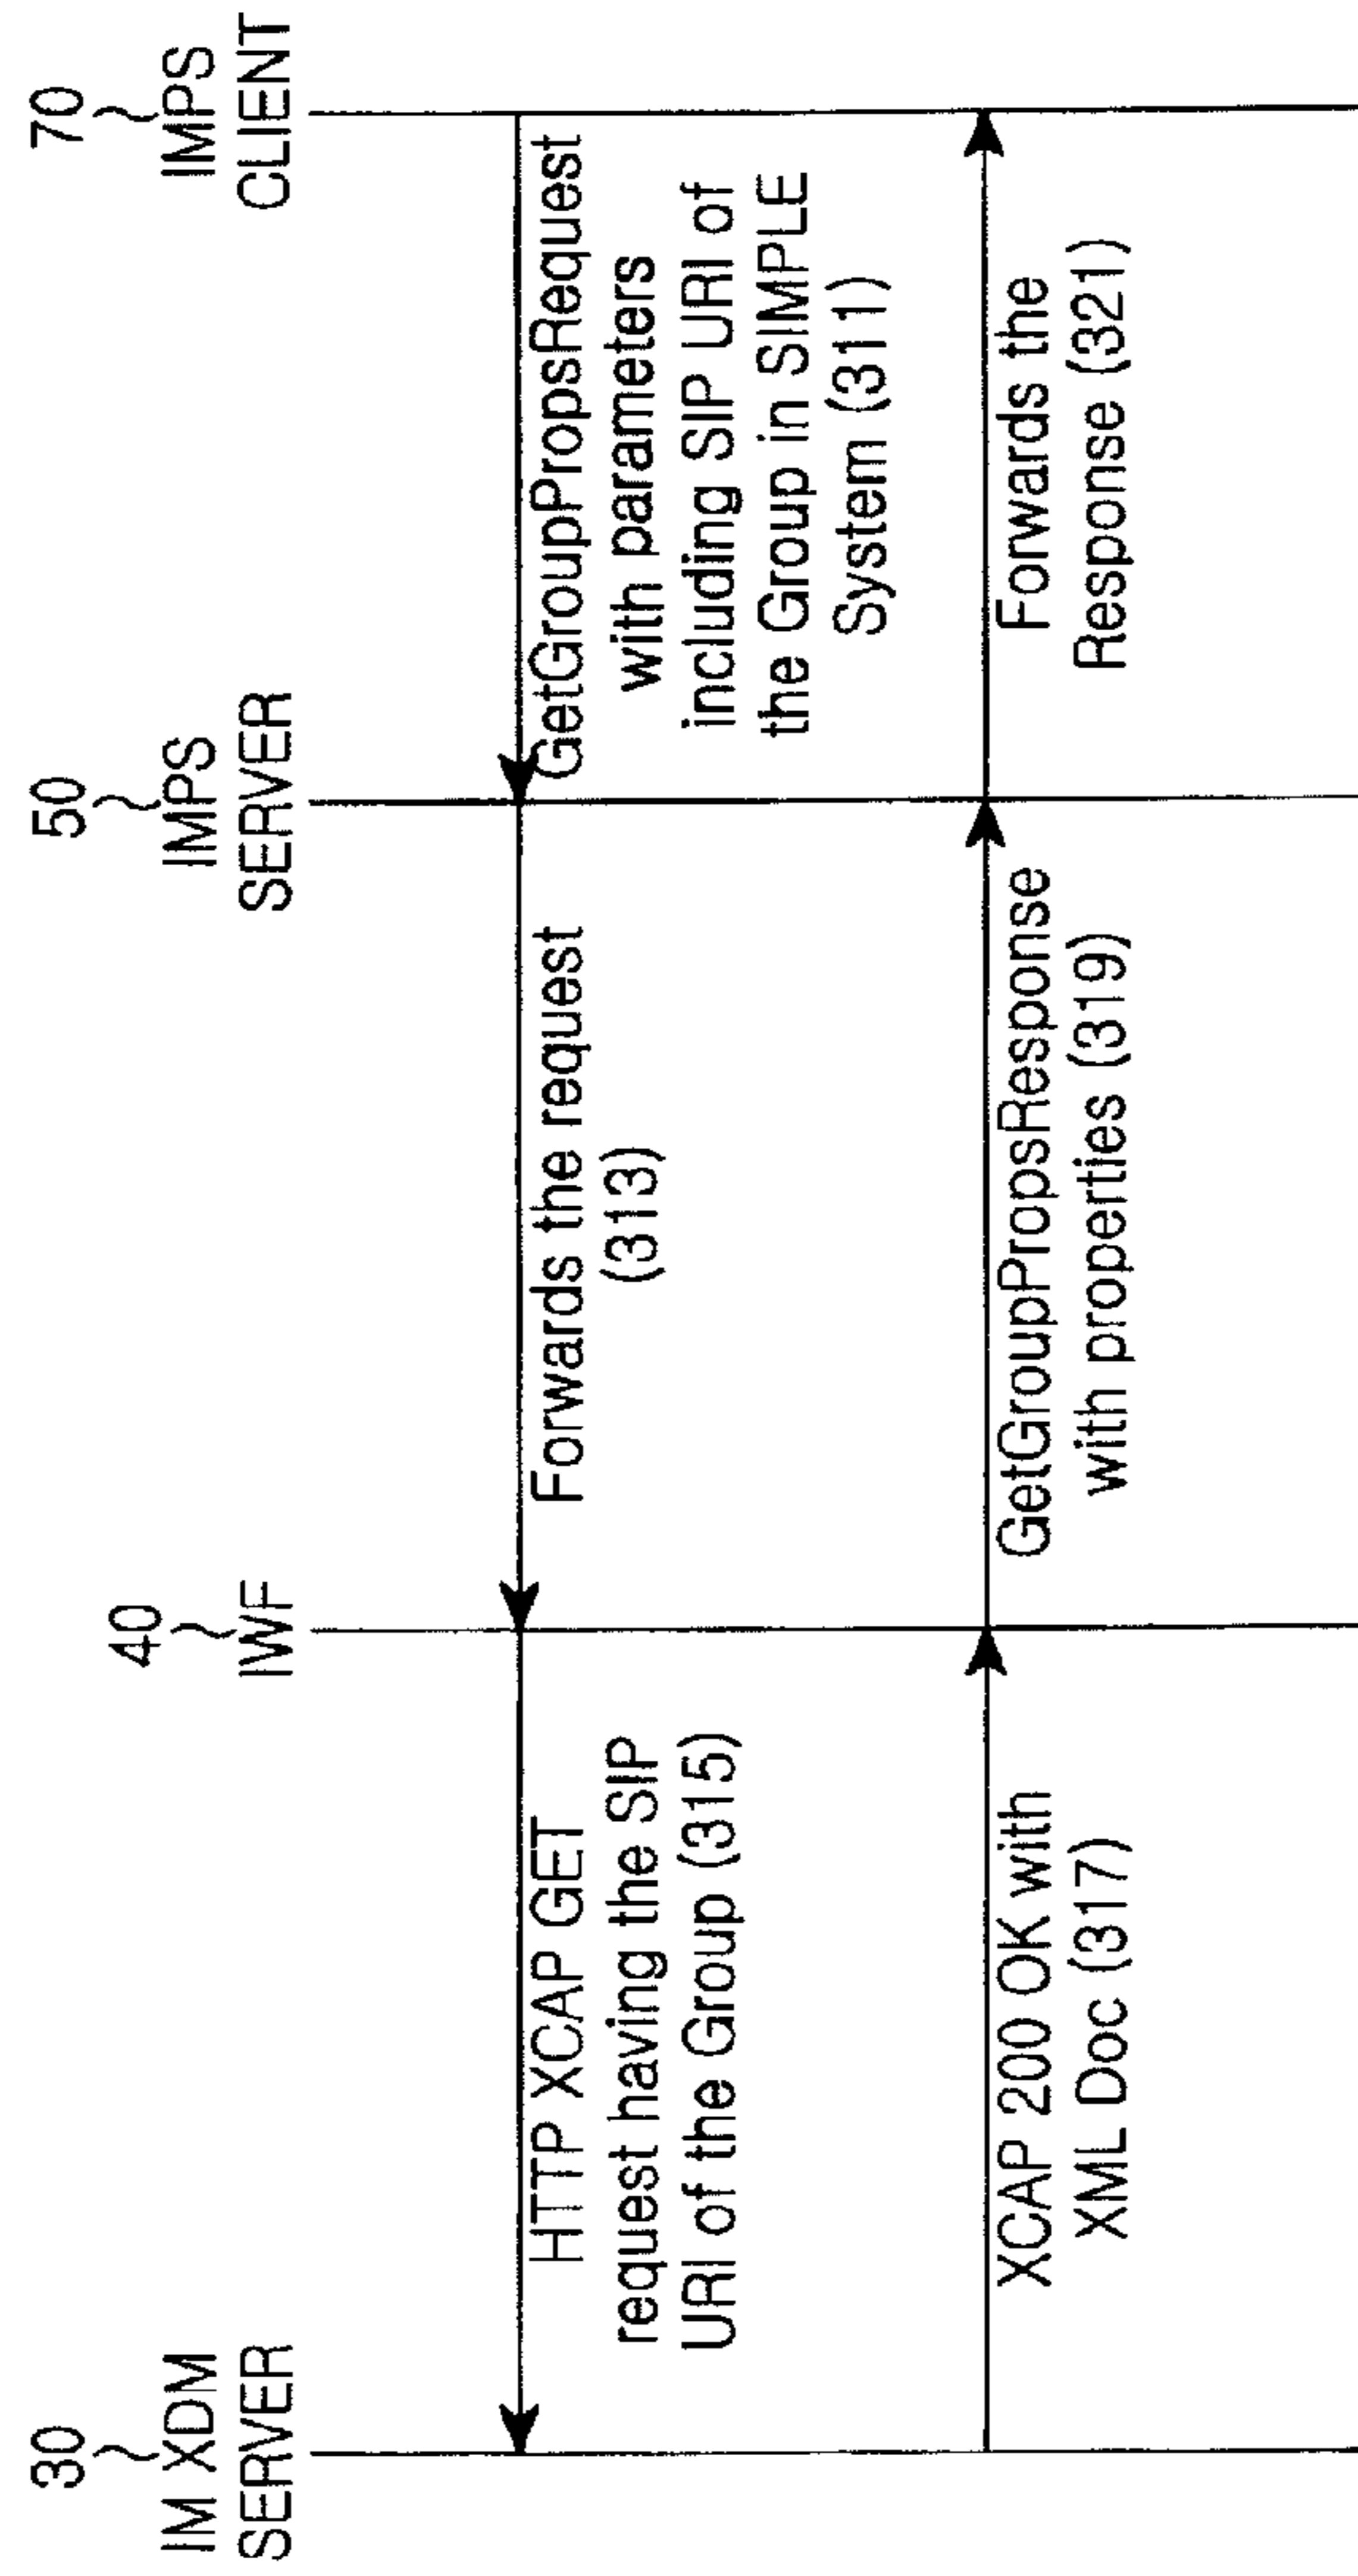 30
IM XDM
SERVER
40
IWF
50
IMPS
SERVER
70
IMPS
CLIENT
HTTP XCAP GET
request having the SIP
URI of the Group (315)
Forwards the request
(313)
GetGroupPropsRequest
with parameters
including SIP URI of
the Group in SIMPLE
System (311)
XCAP 200 OK with
XML Doc (317)
GetGroupPropsResponse
with properties (319)
Forwards the
Response (321)